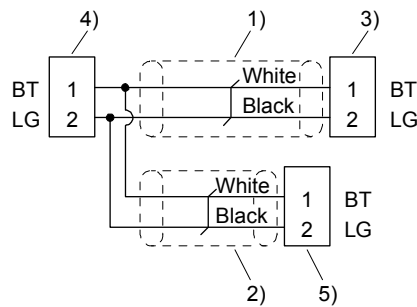 4) 1) 3)
BT 1 White 1 BT
LG 2 Black 2 LG
White 1 BT
Black 2 LG
2) 5)